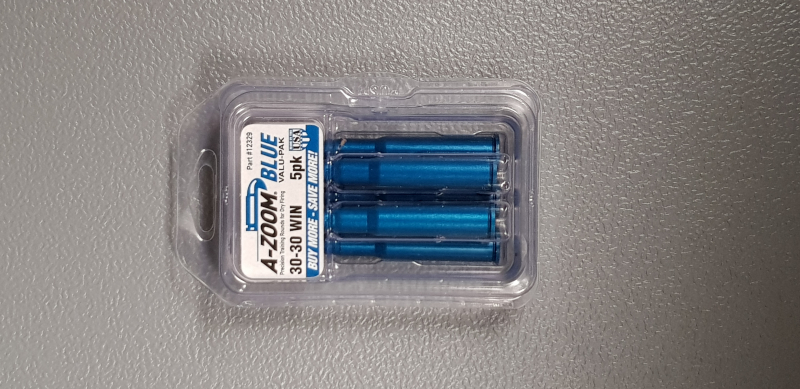 Part #12329
A-ZOOM® BLUE
VALU-PAK
Precision Training Rounds for Dry-Firing
30-30 WIN 5pk
USA
BUY MORE - SAVE MORE!